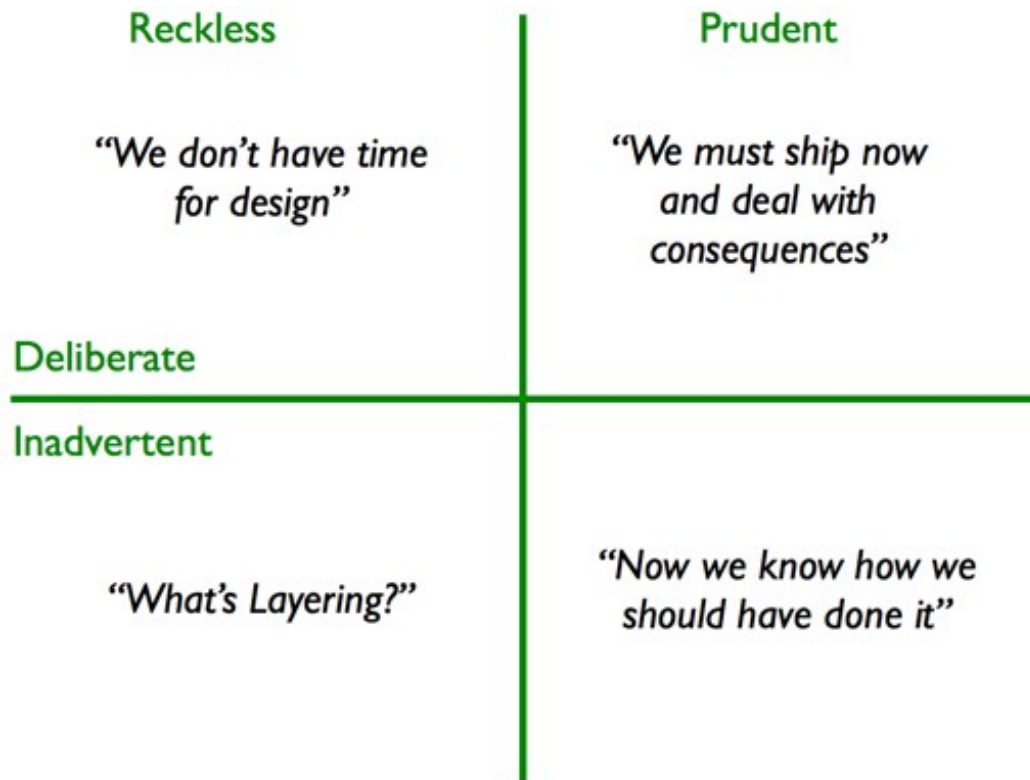 Reckless
Prudent
“We don’t have time
for design”
“We must ship now
and deal with
consequences”
Deliberate
Inadvertent
“What’s Layering?”
“Now we know how we
should have done it”